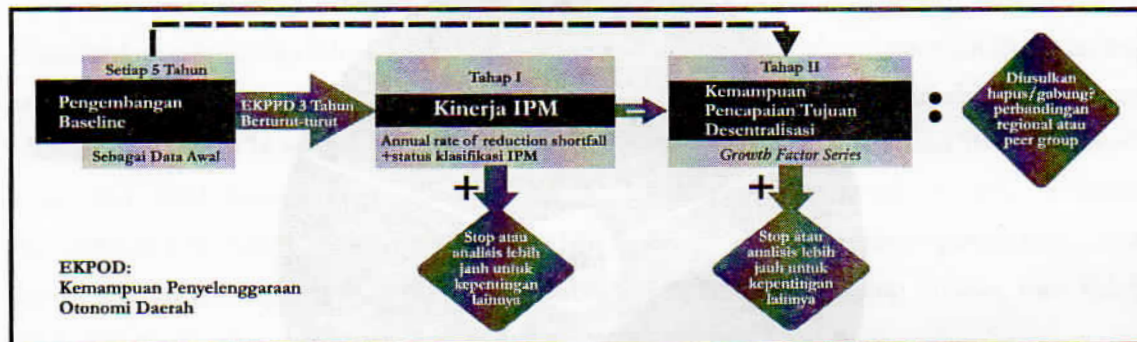 Setiap 5 Tahun
Pengembangan
Baseline
Sebagai Data Awal
EKPPD 3 Tahun
Berturut-turut
Tahap I
Kinerja IPM
Annual rate of reduction shortfall
+status klasifikasi IPM
+
Stop atau
analisis lebih
jauh untuk
kepentingan
lainnya
Tahap II
Kemampuan
Pencapaian Tujuan
Desentralisasi
Growth Factor Series
+
Stop atau
analisis lebih
jauh untuk
kepentingan
lainnya
:
Diusulkan
hapus/gabung?
perbandingan
regional atau
peer group
EKPOD:
Kemampuan Penyelenggaraan
Otonomi Daerah